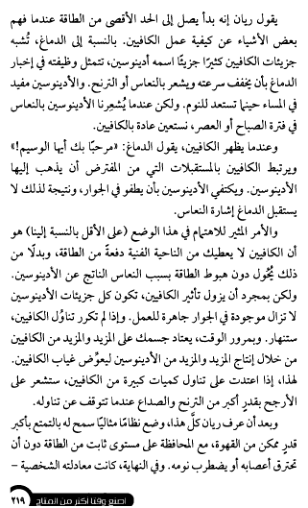 يقول ريان إنه بدأ يصل إلى الحد الأقصى من الطاقة عندما فهم
بعض الأشياء عن كيفية عمل الكافيين. بالنسبة إلى الدماغ، تُشبه
جزيئات الكافيين كثيرًا جزيئًا اسمه أدينوسين، تتمثل وظيفته في إخبار
الدماغ بأن يخفف سرعته ويشعر بالنعاس أو الترنح. والأدينوسين مفيد
في المساء حينما تستعد للنوم. ولكن عندما يُشعِرنا الأدينوسين بالنعاس
في فترة الصباح أو العصر، نستعين عادة بالكافيين.
وعندما يظهر الكافيين، يقول الدماغ: «مرحبًا بك أيها الوسيم!»
ويرتبط الكافيين بالمستقبلات التي من المفترض أن يذهب إليها
الأدينوسين. ويكتفي الأدينوسين بأن يطفو في الجوار، ونتيجة لذلك لا
يستقبل الدماغ إشارة النعاس.
والأمر المثير للاهتمام في هذا الوضع (على الأقل بالنسبة إلينا) هو
أن الكافيين لا يعطيك من الناحية الفنية دفعةً من الطاقة، وبدلًا من
ذلك يَحُول دون هبوط الطاقة بسبب النعاس الناتج عن الأدينوسين.
ولكن بمجرد أن يزول تأثير الكافيين، تكون كل جزيئات الأدينوسين
لا تزال موجودة في الجوار جاهرة للعمل. وإذا لم تكرر تناوُل الكافيين،
ستنهار. وبمرور الوقت، يعتاد جسمك على المزيد والمزيد من الكافيين
من خلال إنتاج المزيد والمزيد من الأدينوسين ليعوِّض غياب الكافيين.
لهذا، إذا اعتدت على تناول كميات كبيرة من الكافيين، ستشعر على
الأرجح بقدرٍ أكبر من الترنح والصداع عندما تتوقف عن تناوله.
وبعد أن عرف ريان كلَّ هذا، وضع نظامًا مثاليًا سمح له بالتمتع بأكبر
قدرٍ ممكن من القهوة، مع المحافظة على مستوى ثابت من الطاقة دون أن
تحترق أعصابه أو يضطرب نومه. وفي النهاية، كانت معادلته الشخصية -
اصنع وقتا أكثر من المتاح ٢١٩